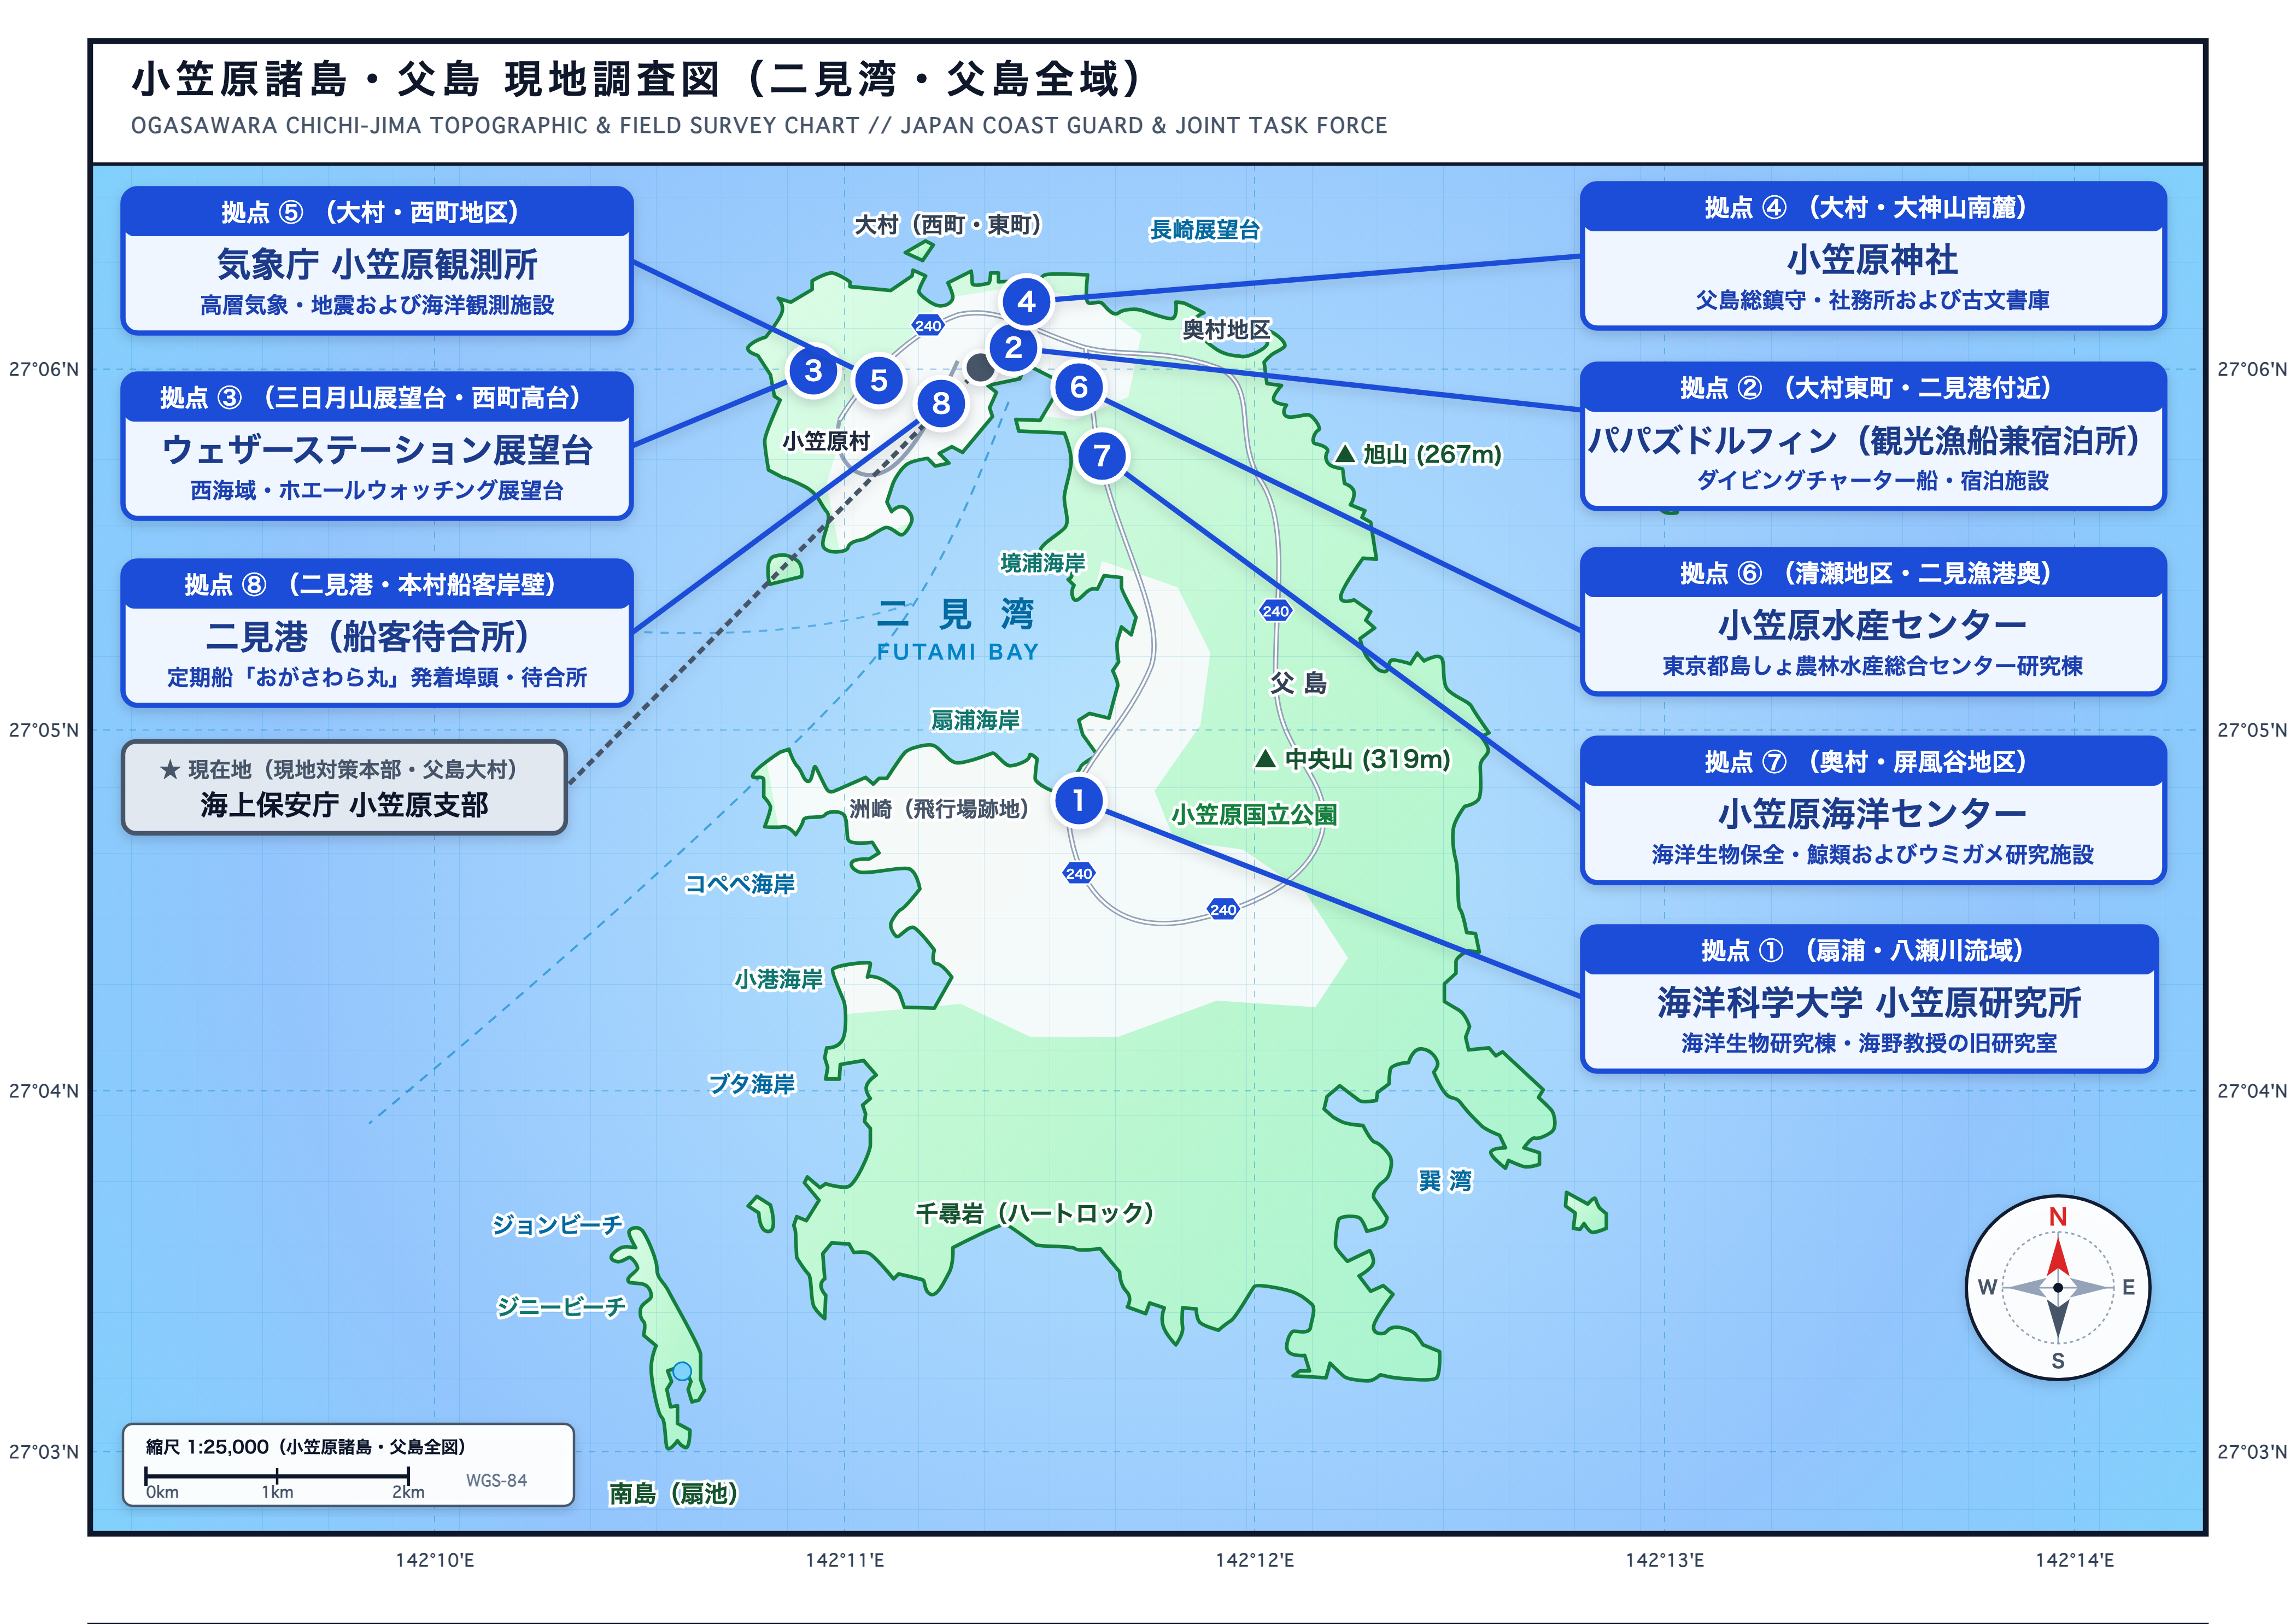 小笠原諸島・父島 現地調査図（二見湾・父島全域）
OGASAWARA CHICHI-JIMA TOPOGRAPHIC & FIELD SURVEY CHART // JAPAN COAST GUARD & JOINT TASK FORCE
拠点 ⑤ （大村・西町地区）
気象庁 小笠原観測所
高層気象・地震および海洋観測施設
拠点 ③ （三日月山展望台・西町高台）
ウェザーステーション展望台
西海域・ホエールウォッチング展望台
拠点 ⑧ （二見港・本村船客岸壁）
二見港（船客待合所）
定期船「おがさわら丸」発着埠頭・待合所
★ 現在地（現地対策本部・父島大村）
海上保安庁 小笠原支部
拠点 ④ （大村・大神山南麓）
小笠原神社
父島総鎮守・社務所および古文書庫
拠点 ② （大村東町・二見港付近）
パパズドルフィン（観光漁船兼宿泊所）
ダイビングチャーター船・宿泊施設
拠点 ⑥ （清瀬地区・二見漁港奥）
小笠原水産センター
東京都島しょ農林水産総合センター研究棟
拠点 ⑦ （奥村・屏風谷地区）
小笠原海洋センター
海洋生物保全・鯨類およびウミガメ研究施設
拠点 ① （扇浦・八瀬川流域）
海洋科学大学 小笠原研究所
海洋生物研究棟・海野教授の旧研究室
大村（西町・東町）
長崎展望台
奥村地区
240
4
2
3
5
8
6
7
小笠原村
▲ 旭山 (267m)
境浦海岸
二 見 湾
FUTAMI BAY
240
父 島
扇浦海岸
▲ 中央山 (319m)
1
洲崎（飛行場跡地）
小笠原国立公園
240
240
コペペ海岸
小港海岸
ブタ海岸
巽 湾
千尋岩（ハートロック）
ジョンビーチ
ジニービーチ
南島（扇池）
N
W
E
S
縮尺 1:25,000（小笠原諸島・父島全図）
0km
1km
2km
WGS-84
27°06'N
27°05'N
27°04'N
27°03'N
27°06'N
27°05'N
27°04'N
27°03'N
142°10'E
142°11'E
142°12'E
142°13'E
142°14'E